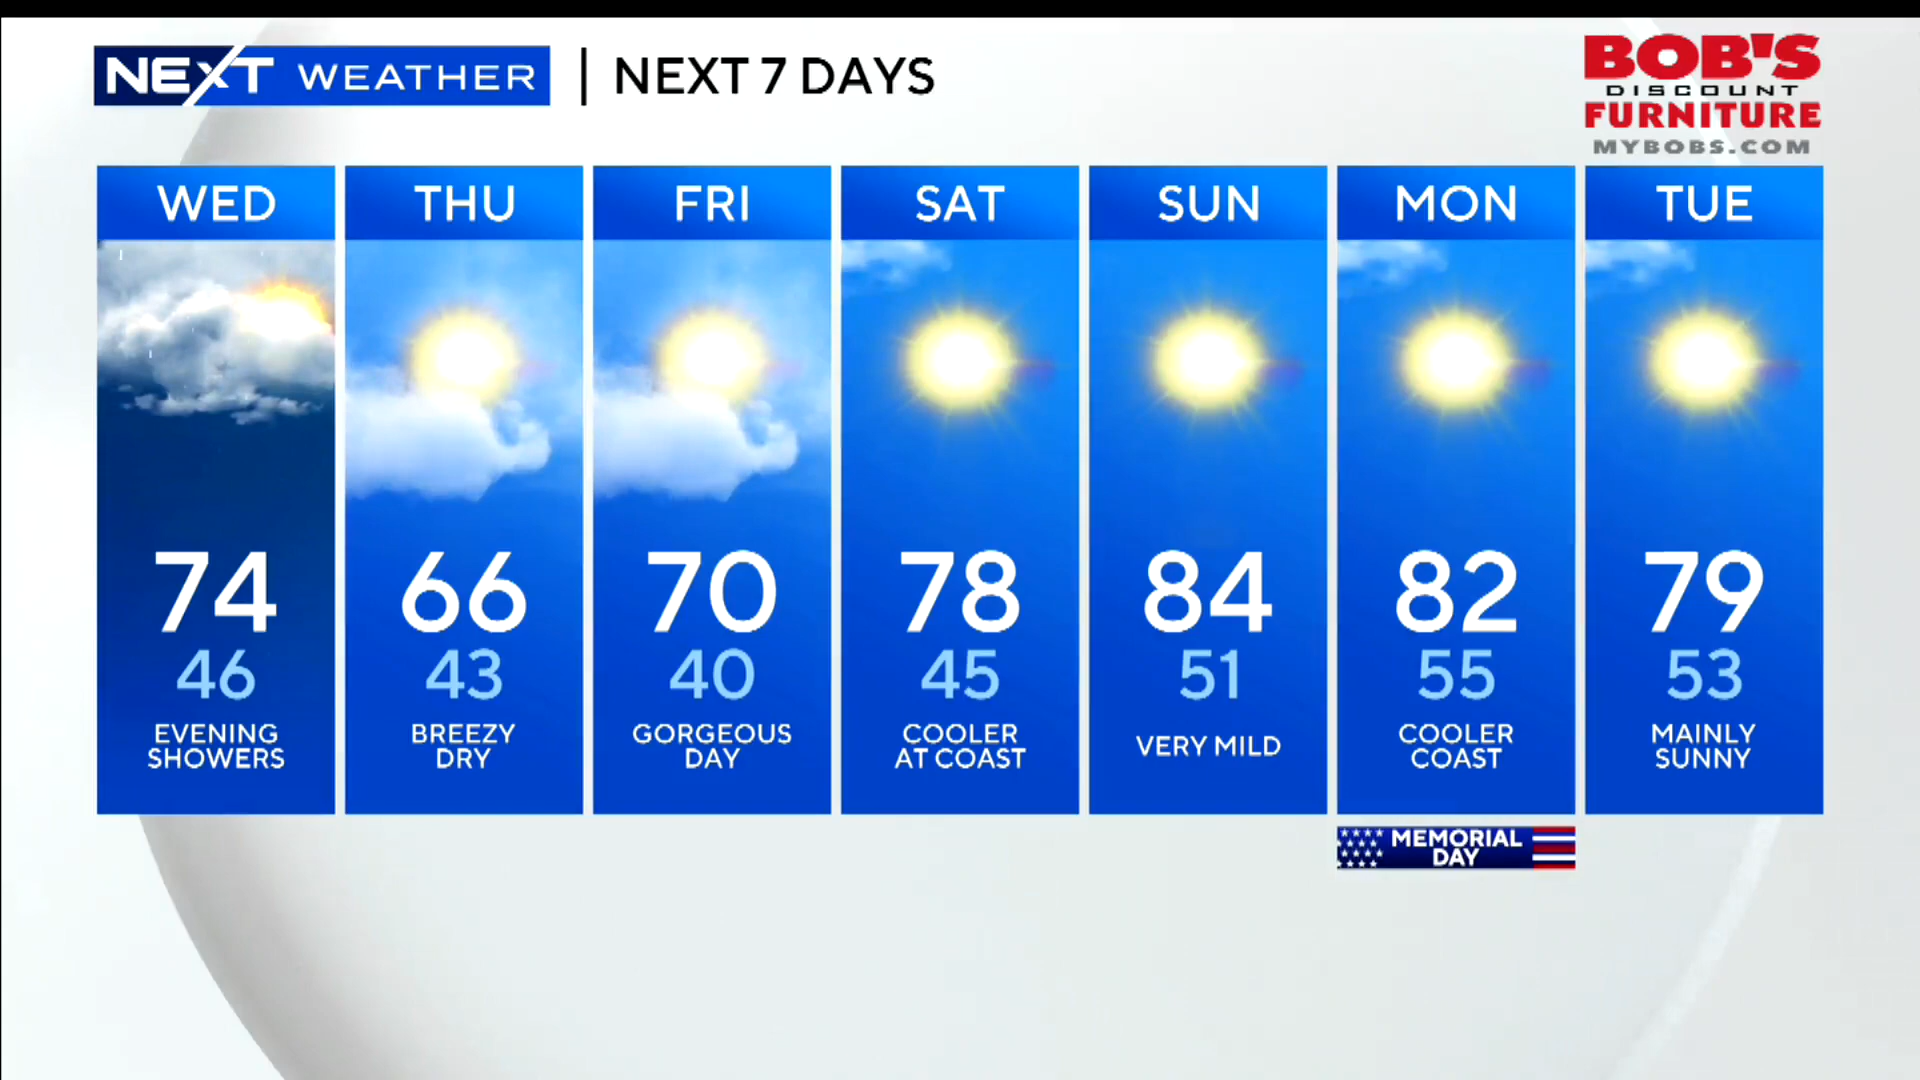 NEXT WEATHER | NEXT 7 DAYS
BOB'S
DISCOUNT
FURNITURE
MYBOBS.COM
WED
74
46
EVENING
SHOWERS
THU
66
43
BREEZY
DRY
FRI
70
40
GORGEOUS
DAY
SAT
78
45
COOLER
AT COAST
SUN
84
51
VERY MILD
MON
82
55
COOLER
COAST
MEMORIAL
DAY
TUE
79
53
MAINLY
SUNNY